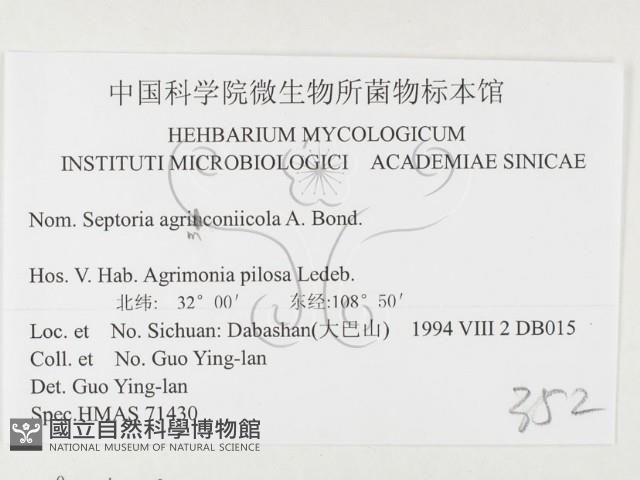 中国科学院微生物所菌物标本馆
HEHBARIUM MYCOLOGICUM
INSTITUTI MICROBIOLOGICI ACADEMIAE SINICAE
Nom. Septoria agrinconiicola A. Bond.
Hos. V. Hab. Agrimonia pilosa Ledeb.
北纬: 32° 00′ 东经:108° 50′
Loc. et No. Sichuan: Dabashan(大巴山) 1994 VIII 2 DB015
Coll. et No. Guo Ying-lan
Det. Guo Ying-lan
Spec.HMAS 71430
352
國立自然科學博物館
NATIONAL MUSEUM OF NATURAL SCIENCE